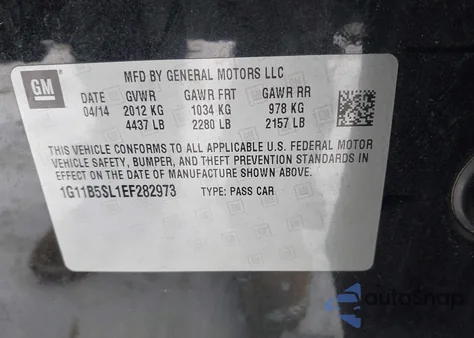 GM
MFD BY GENERAL MOTORS LLC
DATE GVWR GAWR FRT GAWR RR
04/14 2012 KG 1034 KG 978 KG
4437 LB 2280 LB 2157 LB
THIS VEHICLE CONFORMS TO ALL APPLICABLE U.S. FEDERAL MOTOR
VEHICLE SAFETY, BUMPER, AND THEFT PREVENTION STANDARDS IN
EFFECT ON THE DATE OF MANUFACTURE SHOWN ABOVE.
1G11B5SL1EF282973 TYPE: PASS CAR
autosnap